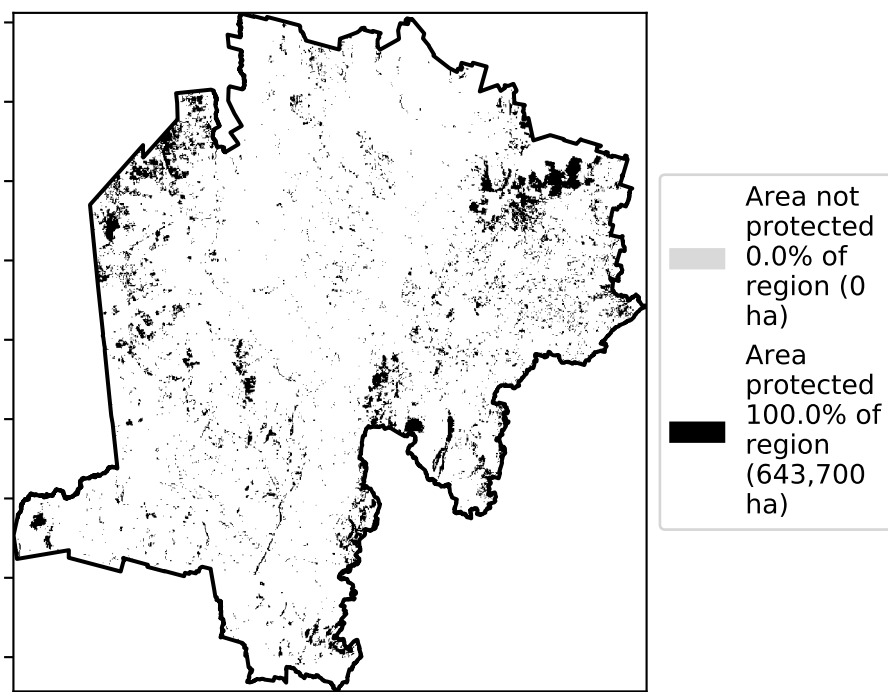 Area not
protected
0.0% of
region (0
ha)
Area
protected
100.0% of
region
(643,700
ha)